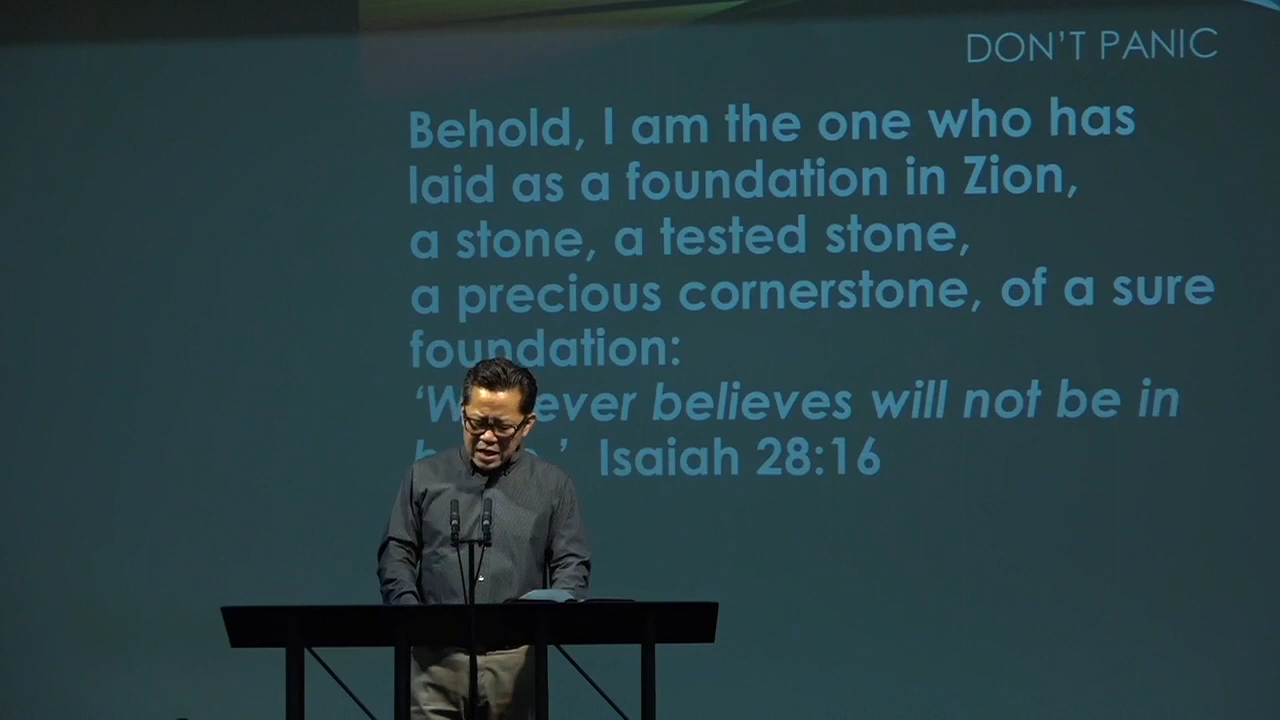 DON'T PANIC
Behold, I am the one who has
laid as a foundation in Zion,
a stone, a tested stone,
a precious cornerstone, of a sure
foundation:
believes will not be in
Isaiah 28:16